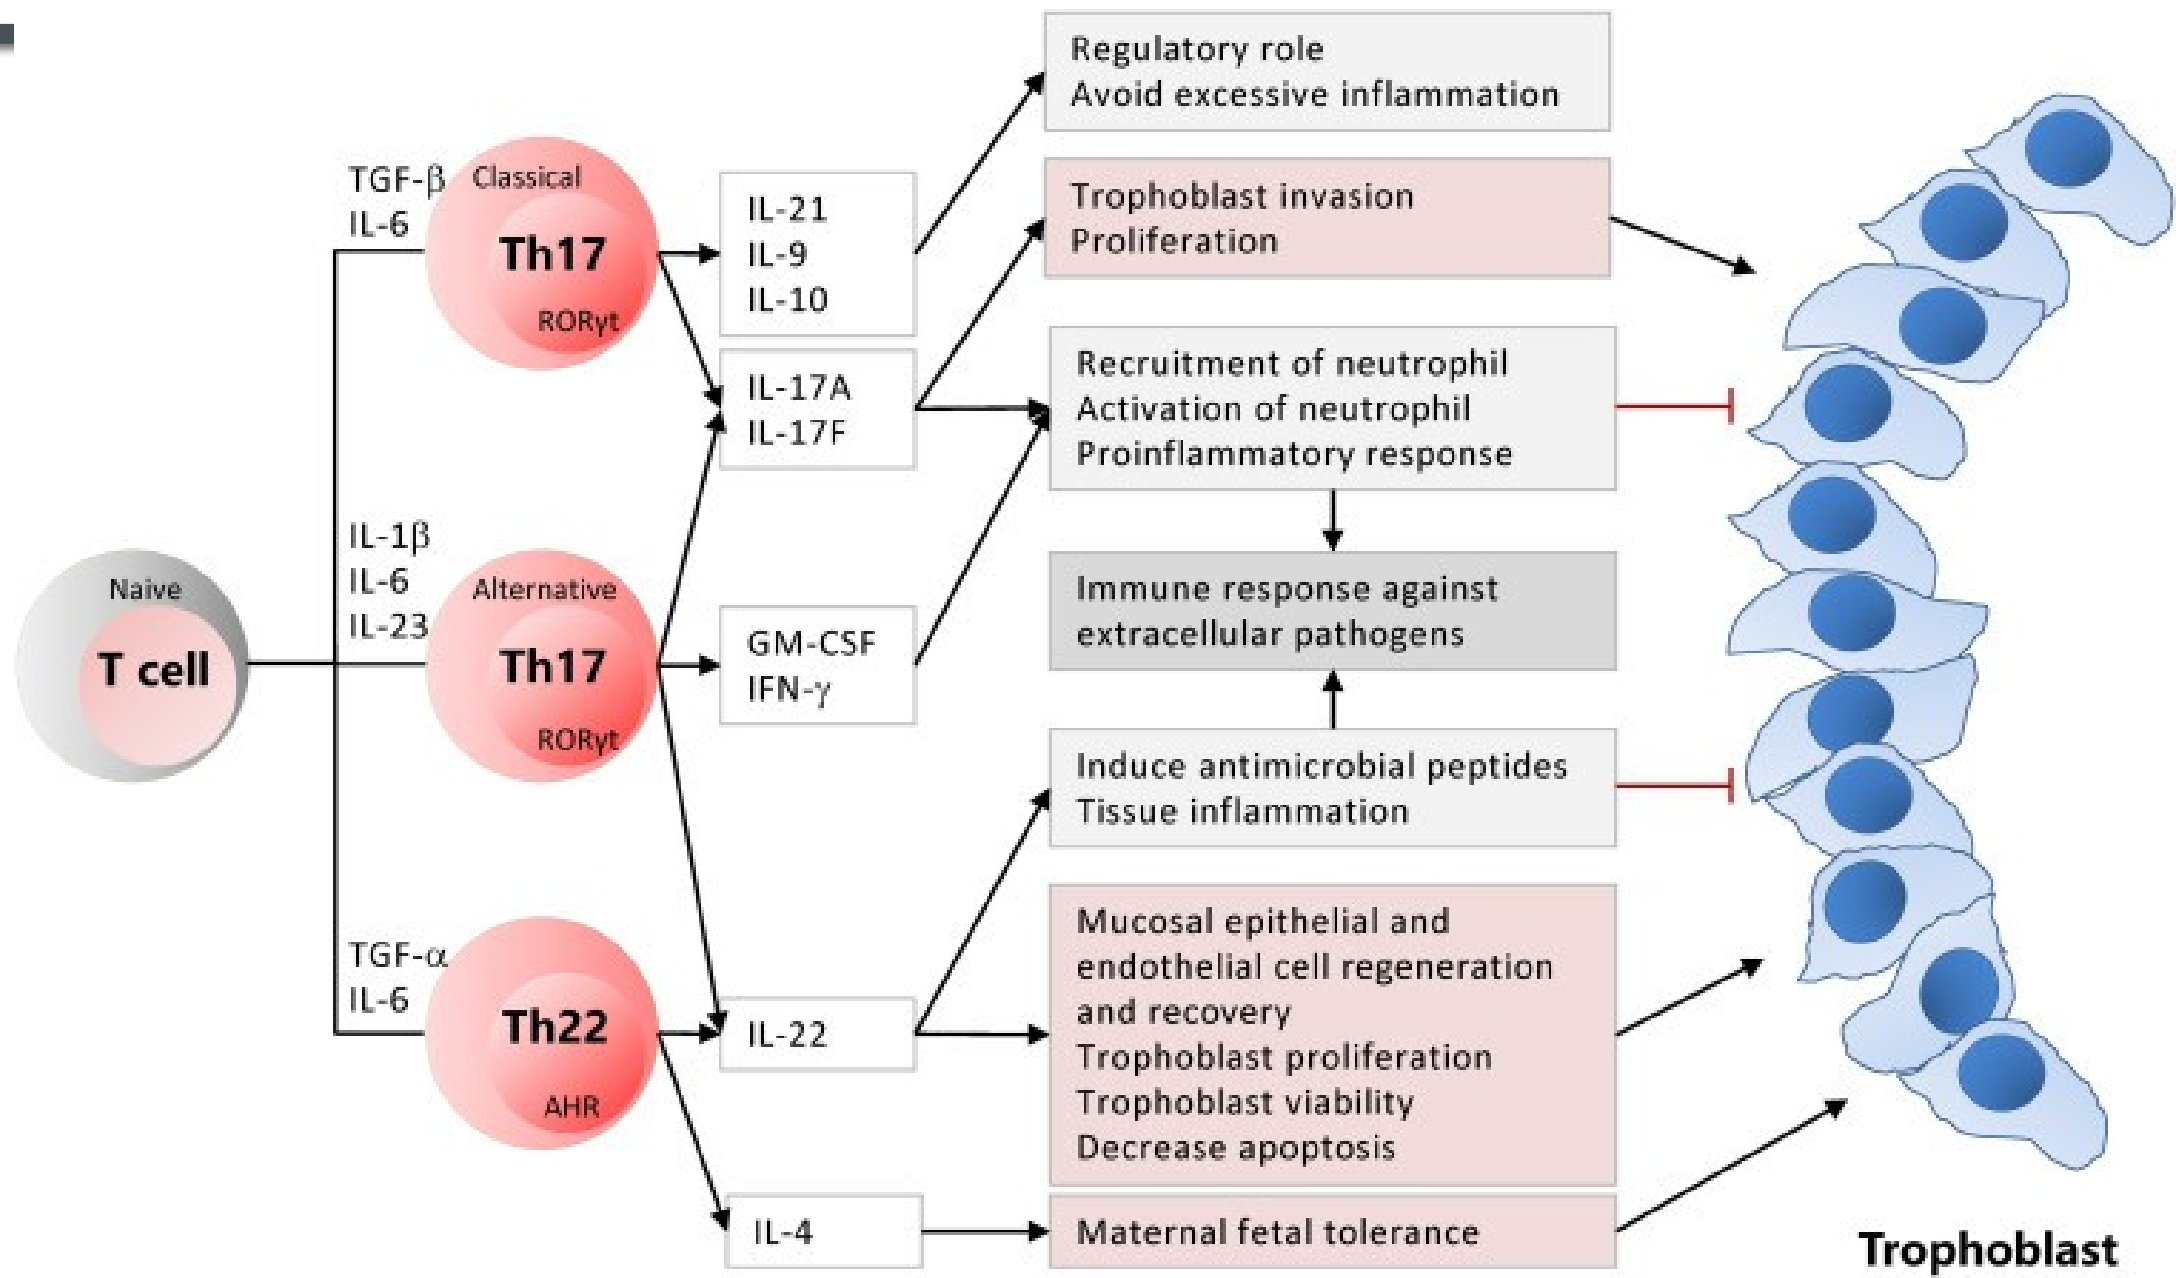 TGF-β
IL-6
Classical
Th17
RORγt
IL-21
IL-9
IL-10
IL-17A
IL-17F
Regulatory role
Avoid excessive inflammation
Trophoblast invasion
Proliferation
Recruitment of neutrophil
Activation of neutrophil
Proinflammatory response
Naive
T cell
IL-1β
IL-6
IL-23
Alternative
Th17
RORγt
GM-CSF
IFN-γ
Immune response against
extracellular pathogens
Induce antimicrobial peptides
Tissue inflammation
TGF-α
IL-6
Th22
AHR
IL-22
IL-4
Mucosal epithelial and
endothelial cell regeneration
and recovery
Trophoblast proliferation
Trophoblast viability
Decrease apoptosis
Maternal fetal tolerance
Trophoblast